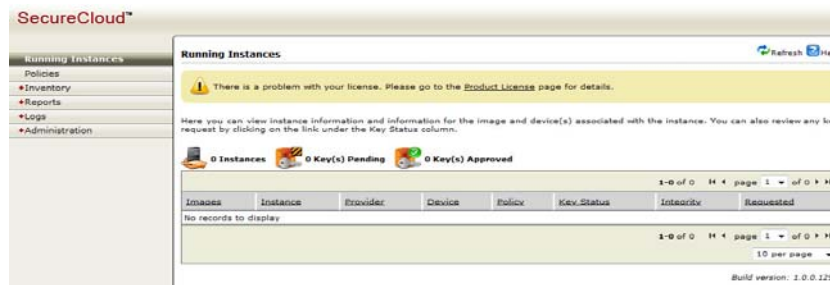 SecureCloud™
Running Instances
Policies
Inventory
Reports
Logs
Administration
Running Instances
Refresh
There is a problem with your license. Please go to the Product License page for details.
Here you can view instance information and information for the image and device(s) associated with the instance. You can also review any
request by clicking on the link under the Key Status column.
0 Instances 0 Key(s) Pending 0 Key(s) Approved
1-0 of 0 page 1 of 0
Images Instance Provider Device Policy Key Status Integrity Requested
No records to display
1-0 of 0 page 1 of 0
10 per page
Build version: 1.0.0.129